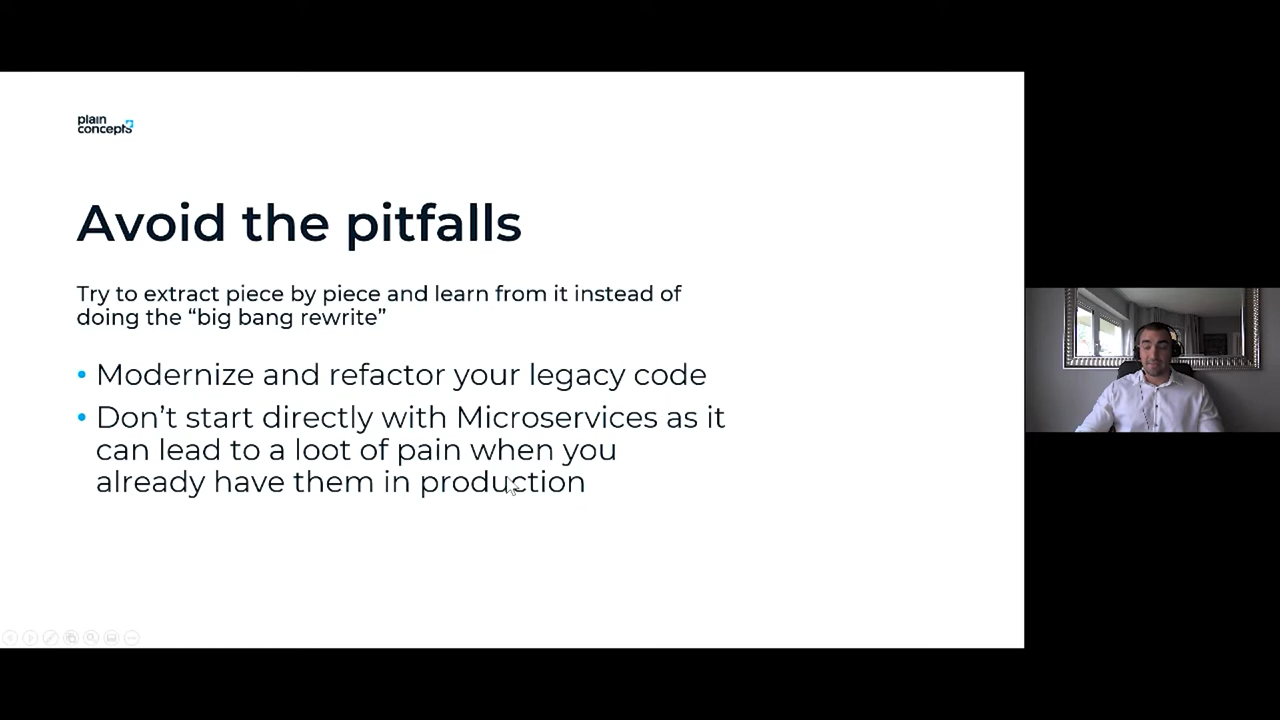 plain
concepts
Avoid the pitfalls
Try to extract piece by piece and learn from it instead of
doing the “big bang rewrite”
• Modernize and refactor your legacy code
• Don’t start directly with Microservices as it
can lead to a loot of pain when you
already have them in production